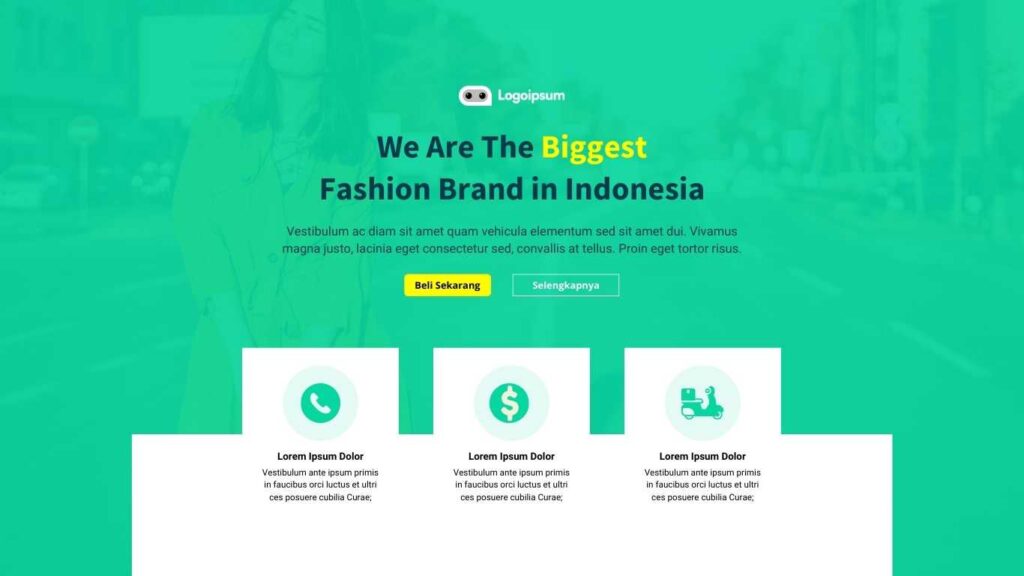 Logoipsum
We Are The Biggest
Fashion Brand in Indonesia
Vestibulum ac diam sit amet quam vehicula elementum sed sit amet dui. Vivamus
magna justo, lacinia eget consectetur sed, convallis at tellus. Proin eget tortor risus.
Beli Sekarang
Selengkapnya
Lorem Ipsum Dolor
Vestibulum ante ipsum primis
in faucibus orci luctus et ultri
ces posuere cubilia Curae;
Lorem Ipsum Dolor
Vestibulum ante ipsum primis
in faucibus orci luctus et ultri
ces posuere cubilia Curae;
Lorem Ipsum Dolor
Vestibulum ante ipsum primis
in faucibus orci luctus et ultri
ces posuere cubilia Curae;